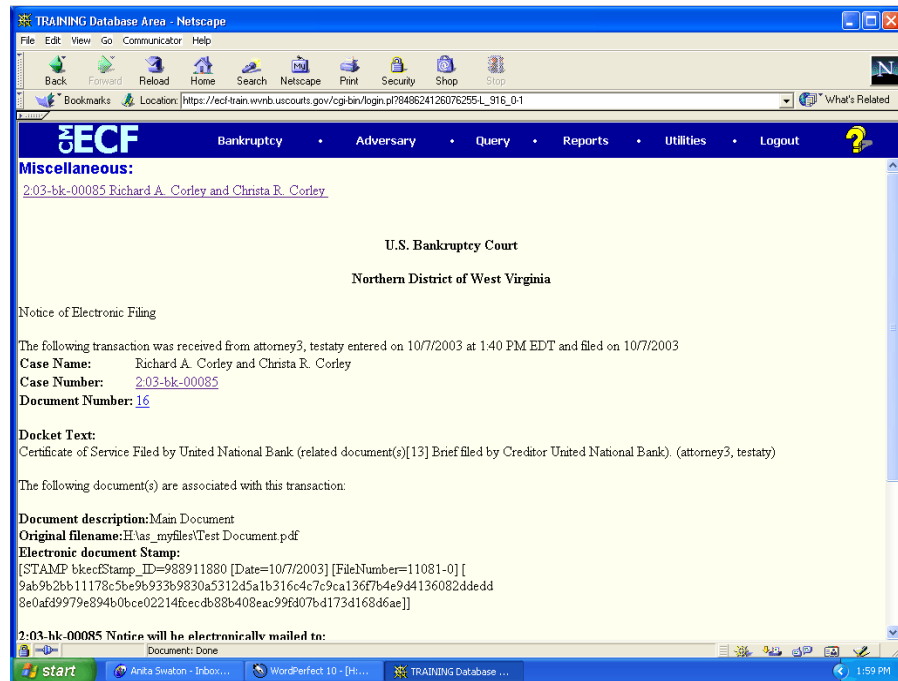 TRAINING Database Area - Netscape
File Edit View Go Communicator Help
Back Forward Reload Home Search Netscape Print Security Shop Stop
N
Bookmarks Location: https://ecf-train.wvnb.uscourts.gov/cgi-bin/login.pl?848624126076255-L_916_0-1 What's Related
CM ECF Bankruptcy • Adversary • Query • Reports • Utilities • Logout ?
Miscellaneous:
2:03-bk-00085 Richard A. Corley and Christa R. Corley
U.S. Bankruptcy Court
Northern District of West Virginia
Notice of Electronic Filing
The following transaction was received from attorney3, testaty entered on 10/7/2003 at 1:40 PM EDT and filed on 10/7/2003
Case Name: Richard A. Corley and Christa R. Corley
Case Number: 2:03-bk-00085
Document Number: 16
Docket Text:
Certificate of Service Filed by United National Bank (related document(s)[13] Brief filed by Creditor United National Bank). (attorney3, testaty)
The following document(s) are associated with this transaction:
Document description:Main Document
Original filename:H:\as_myfiles\Test Document.pdf
Electronic document Stamp:
[STAMP bkecfStamp_ID=988911880 [Date=10/7/2003] [FileNumber=11081-0] [
9ab9b2bb11178c5be9b933b9830a5312d5a1b316c4c7c9ca136f7b4e9d4136082ddedd
8e0afd9979e894b0bce02214fcecdb88b408eac99fd07bd173d168d6ae]]
2:03-bk-00085 Notice will be electronically mailed to:
Document: Done
start Anita Swaton - Inbox... WordPerfect 10 - [H:... TRAINING Database ... 1:59 PM